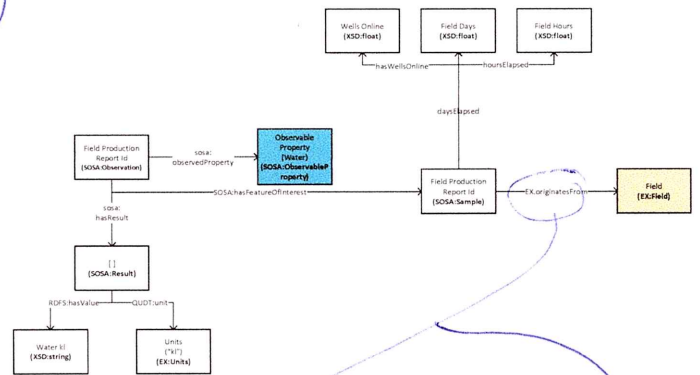 Wells Online
(XSD:float)
Field Days
(XSD:float)
Field Hours
(XSD:float)
hasWellsOnline
hoursElapsed
daysElapsed
Field Production
Report Id
(SOSA:Observation)
sosa:
observedProperty
Observable
Property
(Water)
(SOSA:ObservableP
roperty)
SOSA:hasFeatureOfInterest
Field Production
Report Id
(SOSA:Sample)
EX:originatesFrom
Field
(EX:Field)
sosa:
hasResult
[ ]
(SOSA:Result)
RDFS:hasValue
QUDT:unit
Water kl
(XSD:string)
Units
("kl")
(EX:Units)